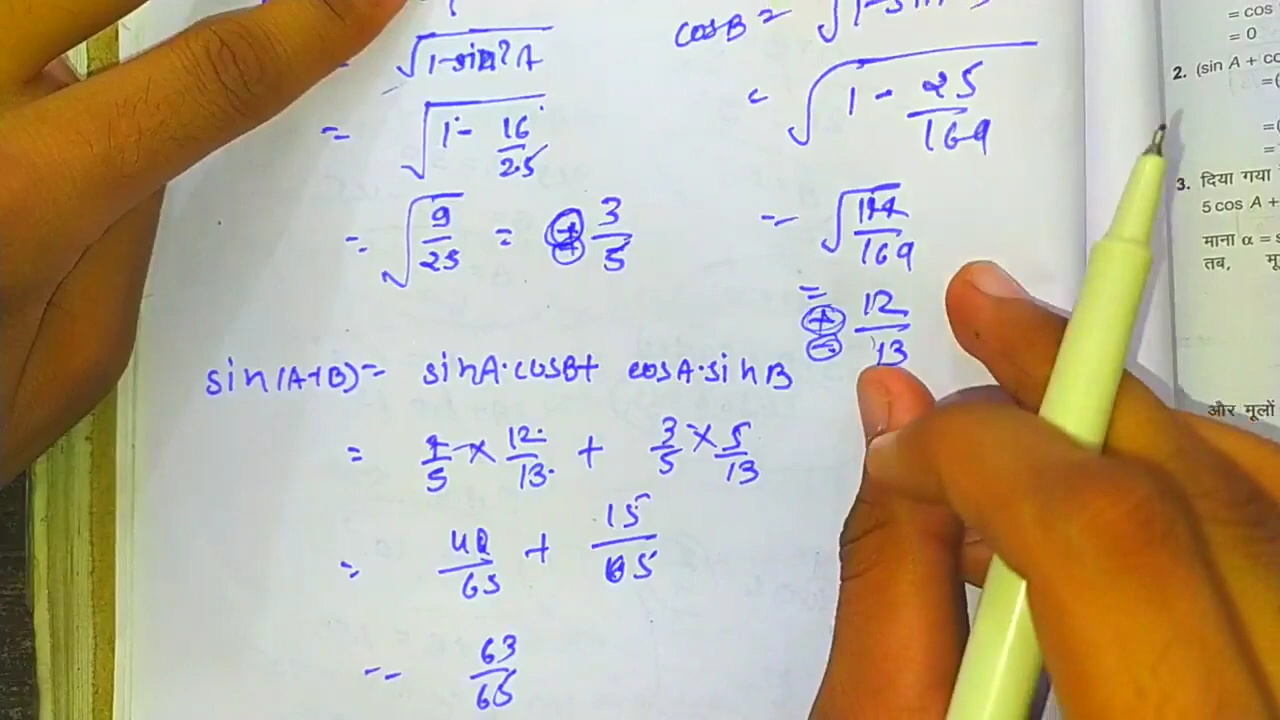 = √1-sin²A
= √1- 16/25
= √9/25 = ± 3/5
cosB =
= √1 - 25/169
= √144/169
= ± 12/13
sin(A+B) = sinA·cosB+ cosA·sinB
= 4/5 × 12/13 + 3/5 × 5/13
= 48/65 + 15/65
= 63/65
= cos
= 0
2. (sin A + co
3. दिया गया
5 cos A +
माना α = s
तब, मू
और मूलों